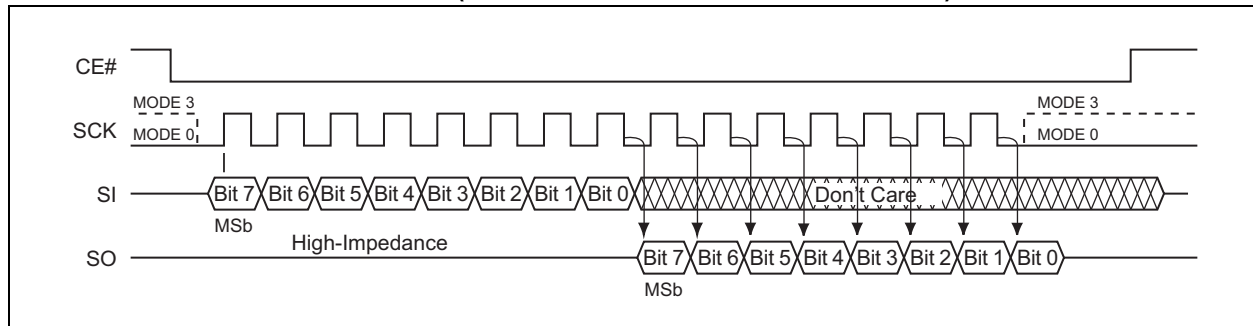 CE#
MODE 3
MODE 3
SCK
MODE 0
MODE 0
SI
Bit 7 Bit 6 Bit 5 Bit 4 Bit 3 Bit 2 Bit 1 Bit 0
Don't Care
MSb
High-Impedance
SO
Bit 7 Bit 6 Bit 5 Bit 4 Bit 3 Bit 2 Bit 1 Bit 0
MSb